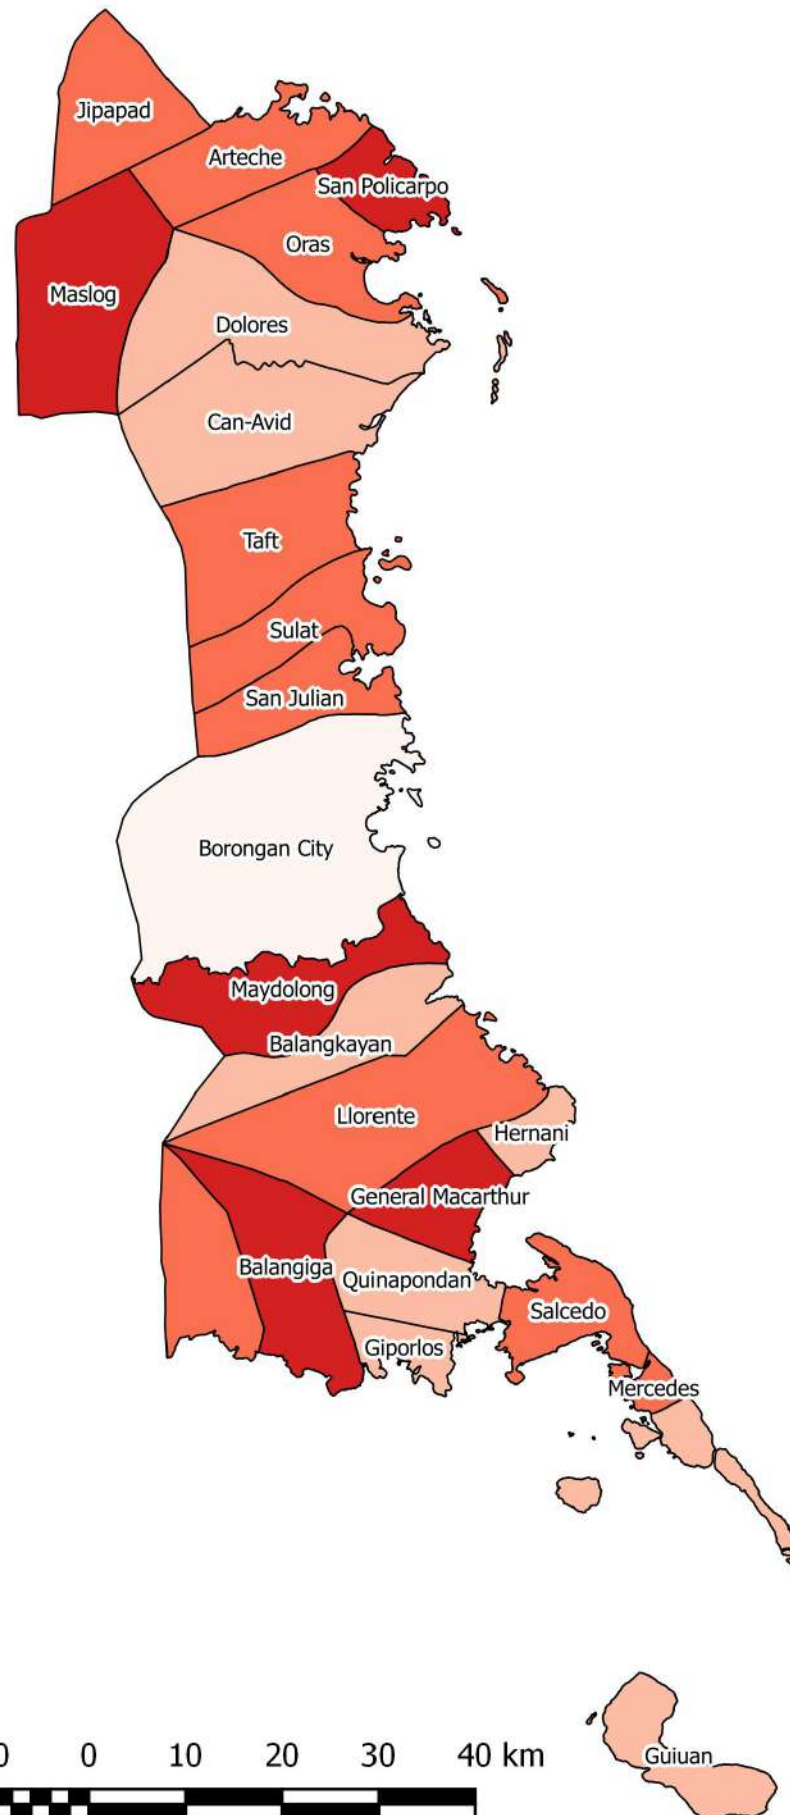 Jipapad
Arteche
San Policarpo
Oras
Maslog
Dolores
Can-Avid
Taft
Sulat
San Julian
Borongan City
Maydolong
Balangkayan
Llorente
Hernani
General Macarthur
Balangiga
Quinapondan
Salcedo
Giporlos
Mercedes
Guiuan
0 0 10 20 30 40 km